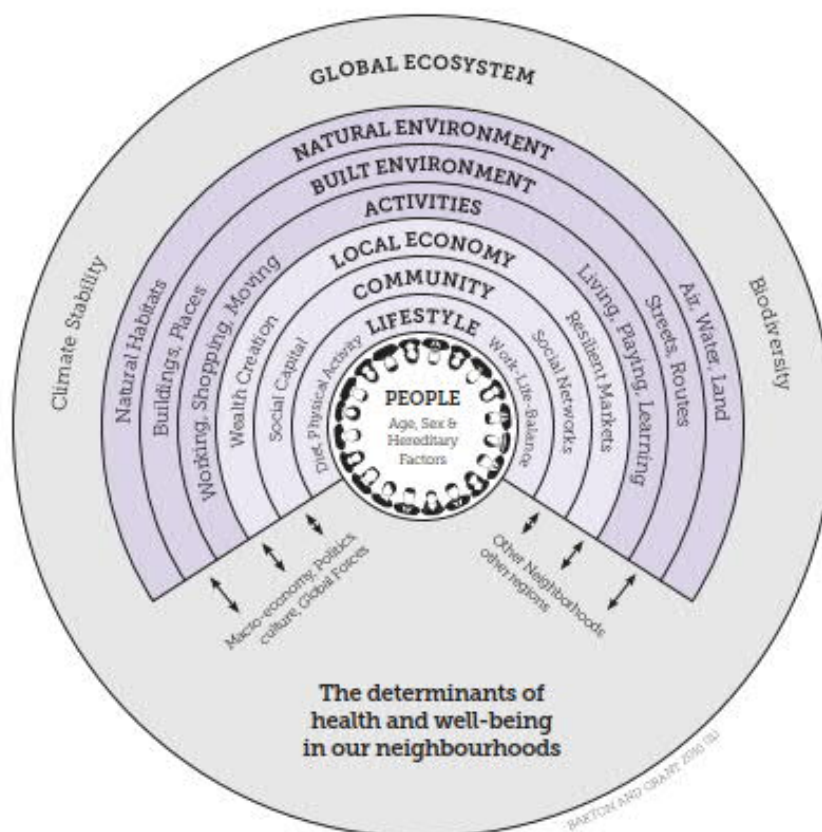 GLOBAL ECOSYSTEM
NATURAL ENVIRONMENT
BUILT ENVIRONMENT
ACTIVITIES
LOCAL ECONOMY
COMMUNITY
LIFESTYLE
Climate Stability
Natural Habitats
Buildings, Places
Working, Shopping, Moving
Wealth Creation
Social Capital
Diet, Physical Activity
PEOPLE
Age, Sex &
Hereditary
Factors
Work-Life-Balance
Social Networks
Resilient Markets
Living, Playing, Learning
Streets, Routes
Air, Water, Land
Biodiversity
Macro-economy, Politics,
culture, Global Forces
Other Neighborhoods
other regions
The determinants of
health and well-being
in our neighbourhoods
BARTON AND GRANT 2010